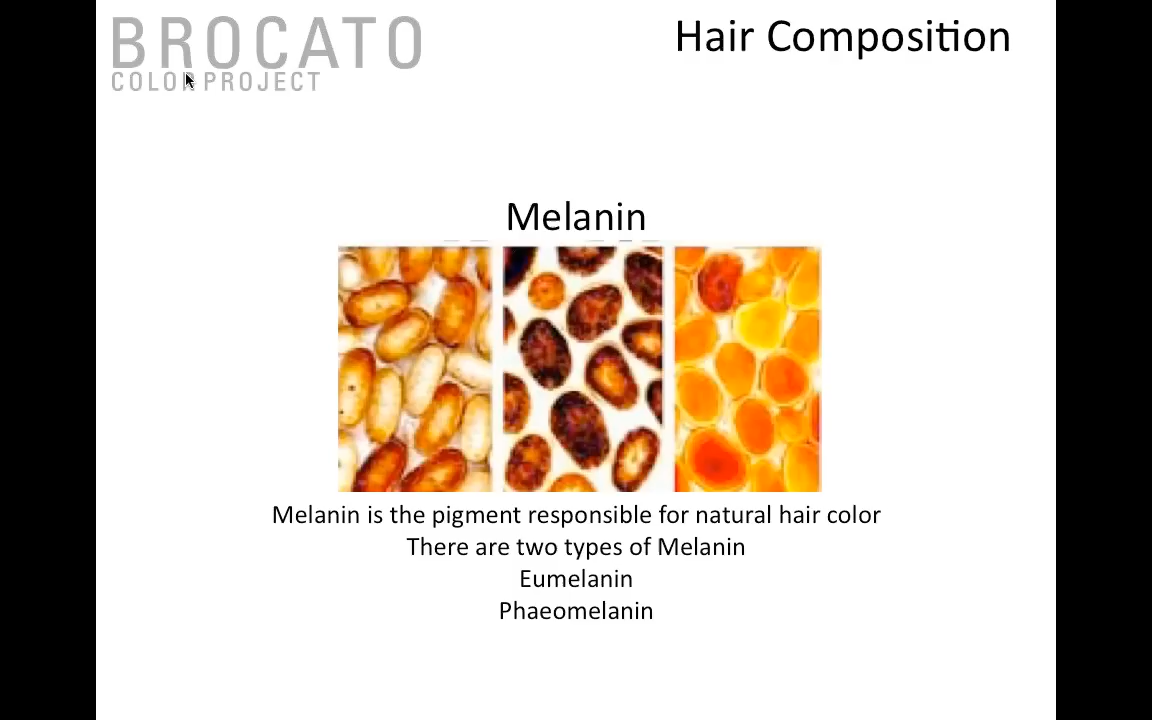 BROCATO
COLOR PROJECT
Hair Composition
Melanin
Melanin is the pigment responsible for natural hair color
There are two types of Melanin
Eumelanin
Phaeomelanin